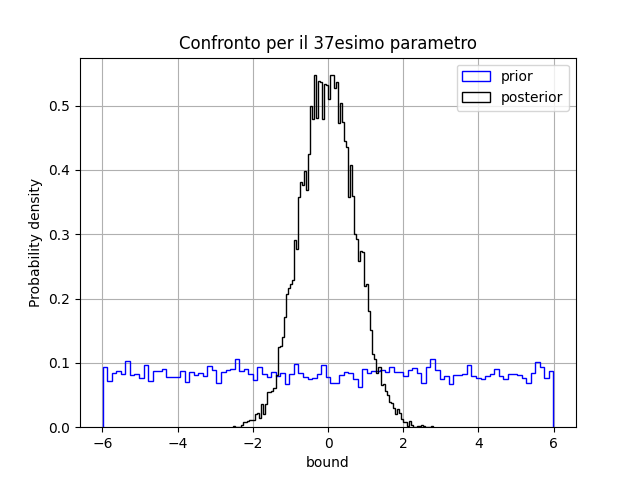 Confronto per il 37esimo parametro
prior
posterior
Probability density
0.5
0.4
0.3
0.2
0.1
0.0
−6
−4
−2
0
2
4
6
bound